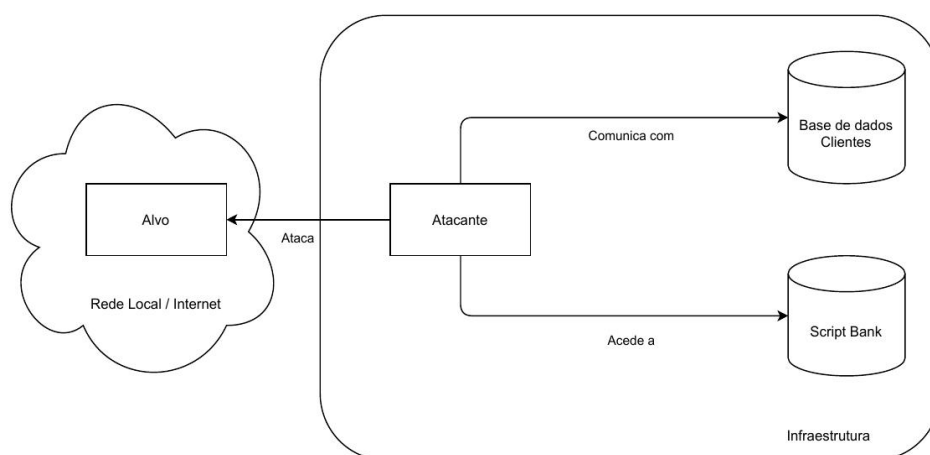 Base de dados
Clientes
Comunica com
Alvo
Atacante
Ataca
Rede Local / Internet
Acede a
Script Bank
Infraestrutura